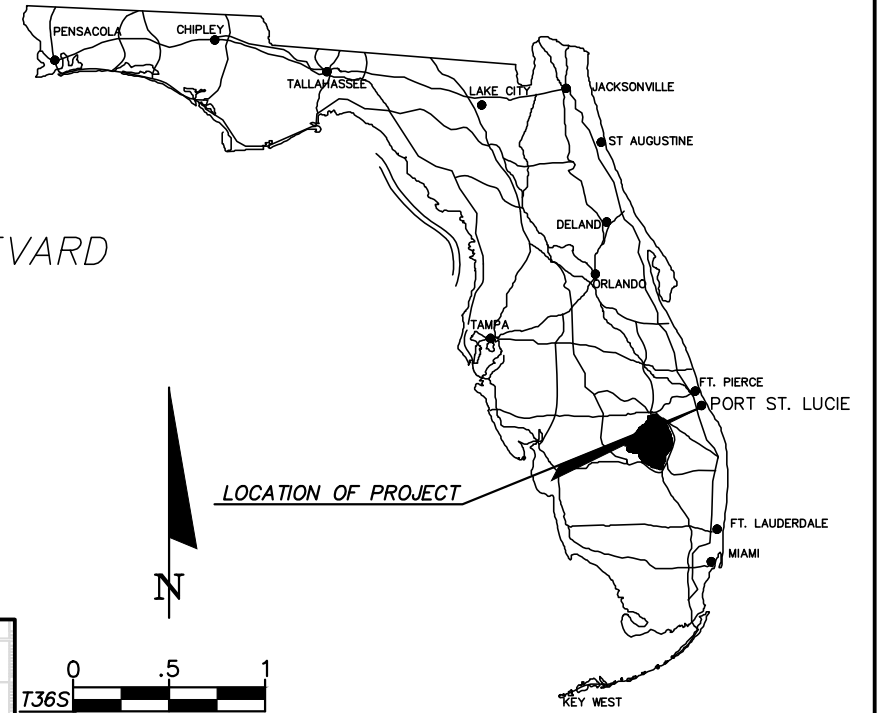 PENSACOLA
CHIPLEY
TALLAHASSEE
LAKE CITY
JACKSONVILLE
ST AUGUSTINE
DELAND
ORLANDO
TAMPA
FT. PIERCE
PORT ST. LUCIE
LOCATION OF PROJECT
FT. LAUDERDALE
MIAMI
N
0 .5 1
T36S
KEY WEST